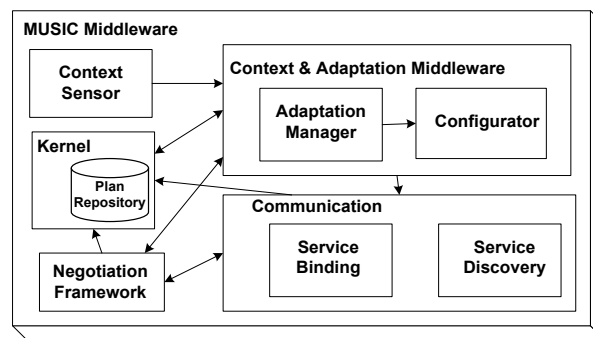 MUSIC Middleware
Context
Sensor
Context & Adaptation Middleware
Adaptation
Manager
Configurator
Kernel
Plan
Repository
Communication
Service
Binding
Service
Discovery
Negotiation
Framework